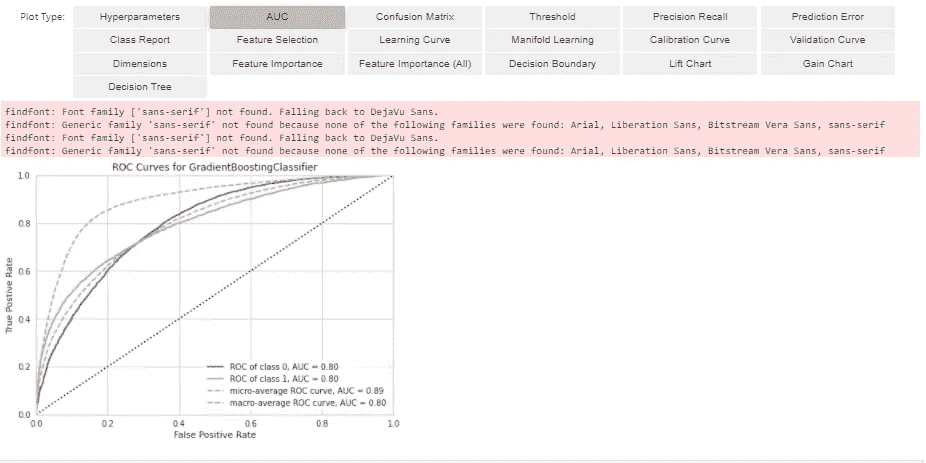 Plot Type: Hyperparameters AUC Confusion Matrix Threshold Precision Recall Prediction Error
Class Report Feature Selection Learning Curve Manifold Learning Calibration Curve Validation Curve
Dimensions Feature Importance Feature Importance (All) Decision Boundary Lift Chart Gain Chart
Decision Tree
findfont: Font family ['sans-serif'] not found. Falling back to DejaVu Sans.
findfont: Generic family 'sans-serif' not found because none of the following families were found: Arial, Liberation Sans, Bitstream Vera Sans, sans-serif
findfont: Font family ['sans-serif'] not found. Falling back to DejaVu Sans.
findfont: Generic family 'sans-serif' not found because none of the following families were found: Arial, Liberation Sans, Bitstream Vera Sans, sans-serif
ROC Curves for GradientBoostingClassifier
1.0
0.8
0.6
0.4
0.2
0.0
True Postive Rate
ROC of class 0, AUC = 0.80
ROC of class 1, AUC = 0.80
micro-average ROC curve, AUC = 0.89
macro-average ROC curve, AUC = 0.80
0.0 0.2 0.4 0.6 0.8 1.0
False Positive Rate